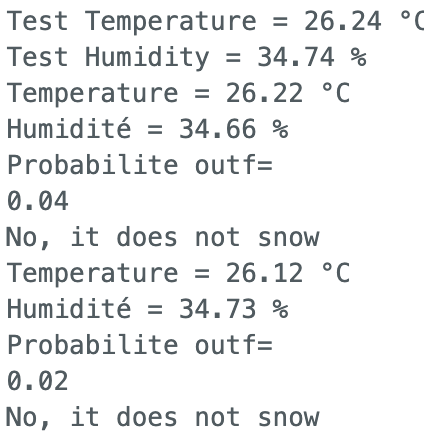 Test Temperature = 26.24 °C
Test Humidity = 34.74 %
Temperature = 26.22 °C
Humidité = 34.66 %
Probabilite outf=
0.04
No, it does not snow
Temperature = 26.12 °C
Humidité = 34.73 %
Probabilite outf=
0.02
No, it does not snow